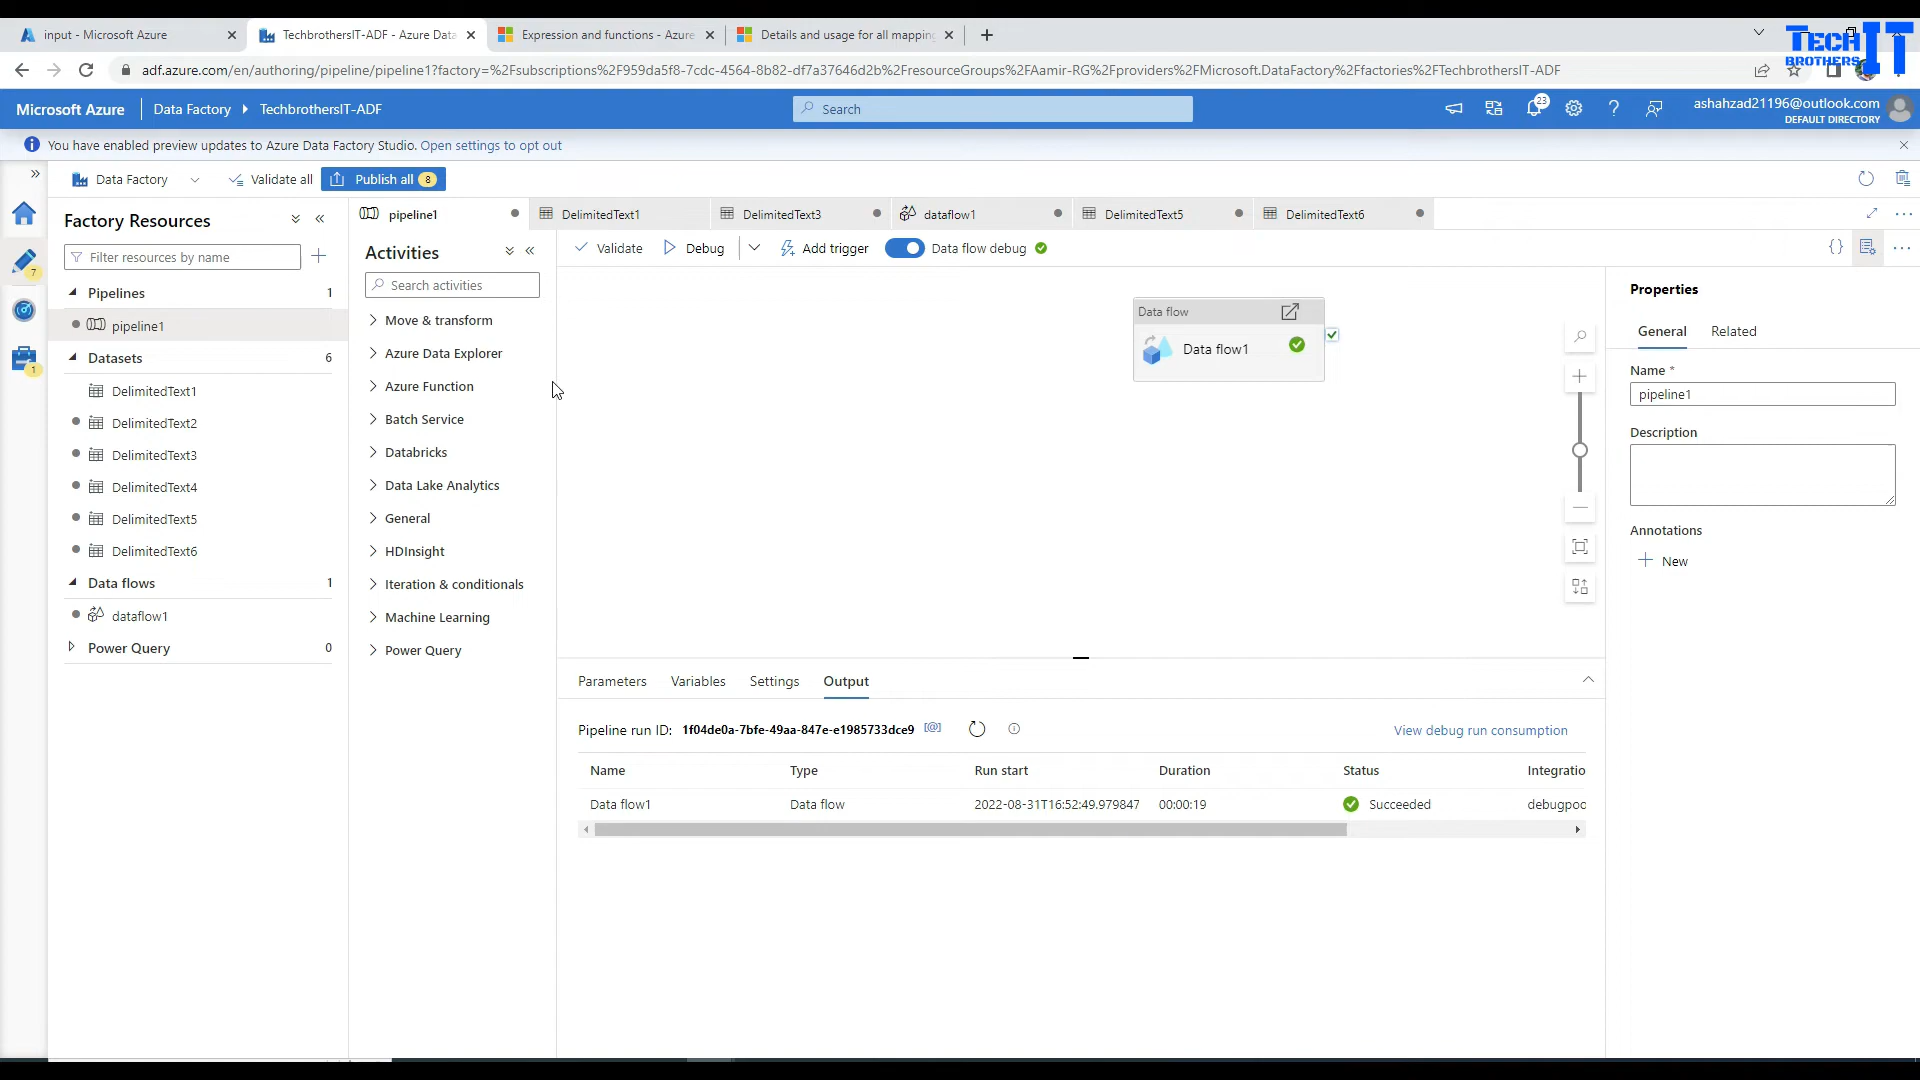 input - Microsoft Azure
TechbrothersIT-ADF - Azure Data
Expression and functions - Azure
Details and usage for all mapping
TECH IT
BROTHERS
adf.azure.com/en/authoring/pipeline/pipeline1?factory=%2Fsubscriptions%2F959da5f8-7cdc-4564-8b82-df7a37646d2b%2FresourceGroups%2FAamir-RG%2Fproviders%2FMicrosoft.DataFactory%2Ffactories%2FTechbrothersIT-ADF
Microsoft Azure
Data Factory
TechbrothersIT-ADF
Search
23
ashahzad21196@outlook.com
DEFAULT DIRECTORY
You have enabled preview updates to Azure Data Factory Studio. Open settings to opt out
Data Factory
Validate all
Publish all 8
7
1
Factory Resources
Filter resources by name
Pipelines 1
pipeline1
Datasets 6
DelimitedText1
DelimitedText2
DelimitedText3
DelimitedText4
DelimitedText5
DelimitedText6
Data flows 1
dataflow1
Power Query 0
pipeline1
DelimitedText1
DelimitedText3
dataflow1
DelimitedText5
DelimitedText6
Activities
Search activities
Move & transform
Azure Data Explorer
Azure Function
Batch Service
Databricks
Data Lake Analytics
General
HDInsight
Iteration & conditionals
Machine Learning
Power Query
Validate
Debug
Add trigger
Data flow debug
Data flow
Data flow1
Parameters
Variables
Settings
Output
Pipeline run ID: 1f04de0a-7bfe-49aa-847e-e1985733dce9 [@]
View debug run consumption
Name Type Run start Duration Status Integratio
Data flow1 Data flow 2022-08-31T16:52:49.979847 00:00:19 Succeeded debugpoo
Properties
General
Related
Name *
pipeline1
Description
Annotations
New